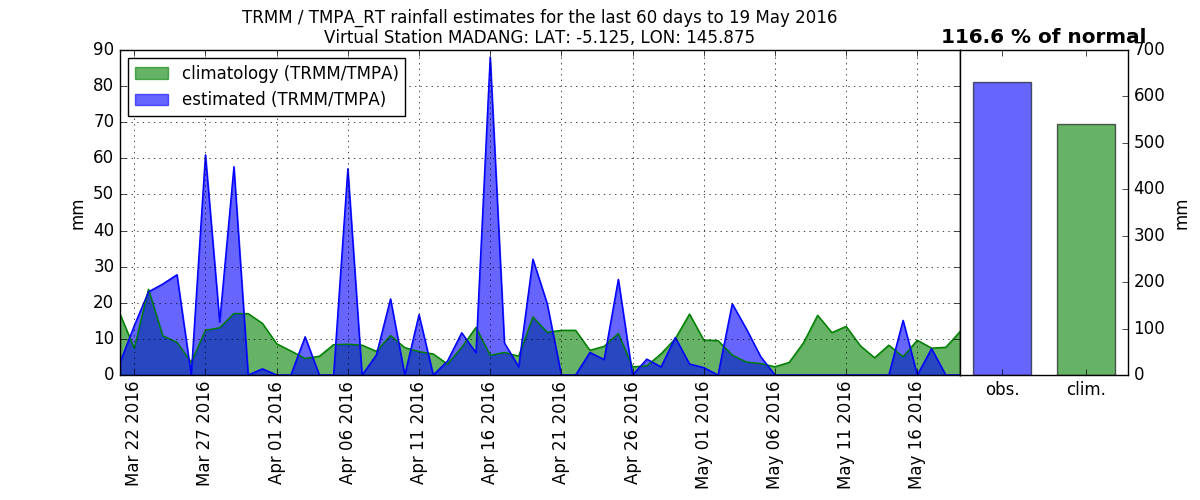 TRMM / TMPA_RT rainfall estimates for the last 60 days to 19 May 2016
Virtual Station MADANG: LAT: -5.125, LON: 145.875
116.6 % of normal
climatology (TRMM/TMPA)
estimated (TRMM/TMPA)
90
80
70
60
50
40
30
20
10
0
mm
Mar 22 2016
Mar 27 2016
Apr 01 2016
Apr 06 2016
Apr 11 2016
Apr 16 2016
Apr 21 2016
Apr 26 2016
May 01 2016
May 06 2016
May 11 2016
May 16 2016
obs.
clim.
700
600
500
400
300
200
100
0
mm